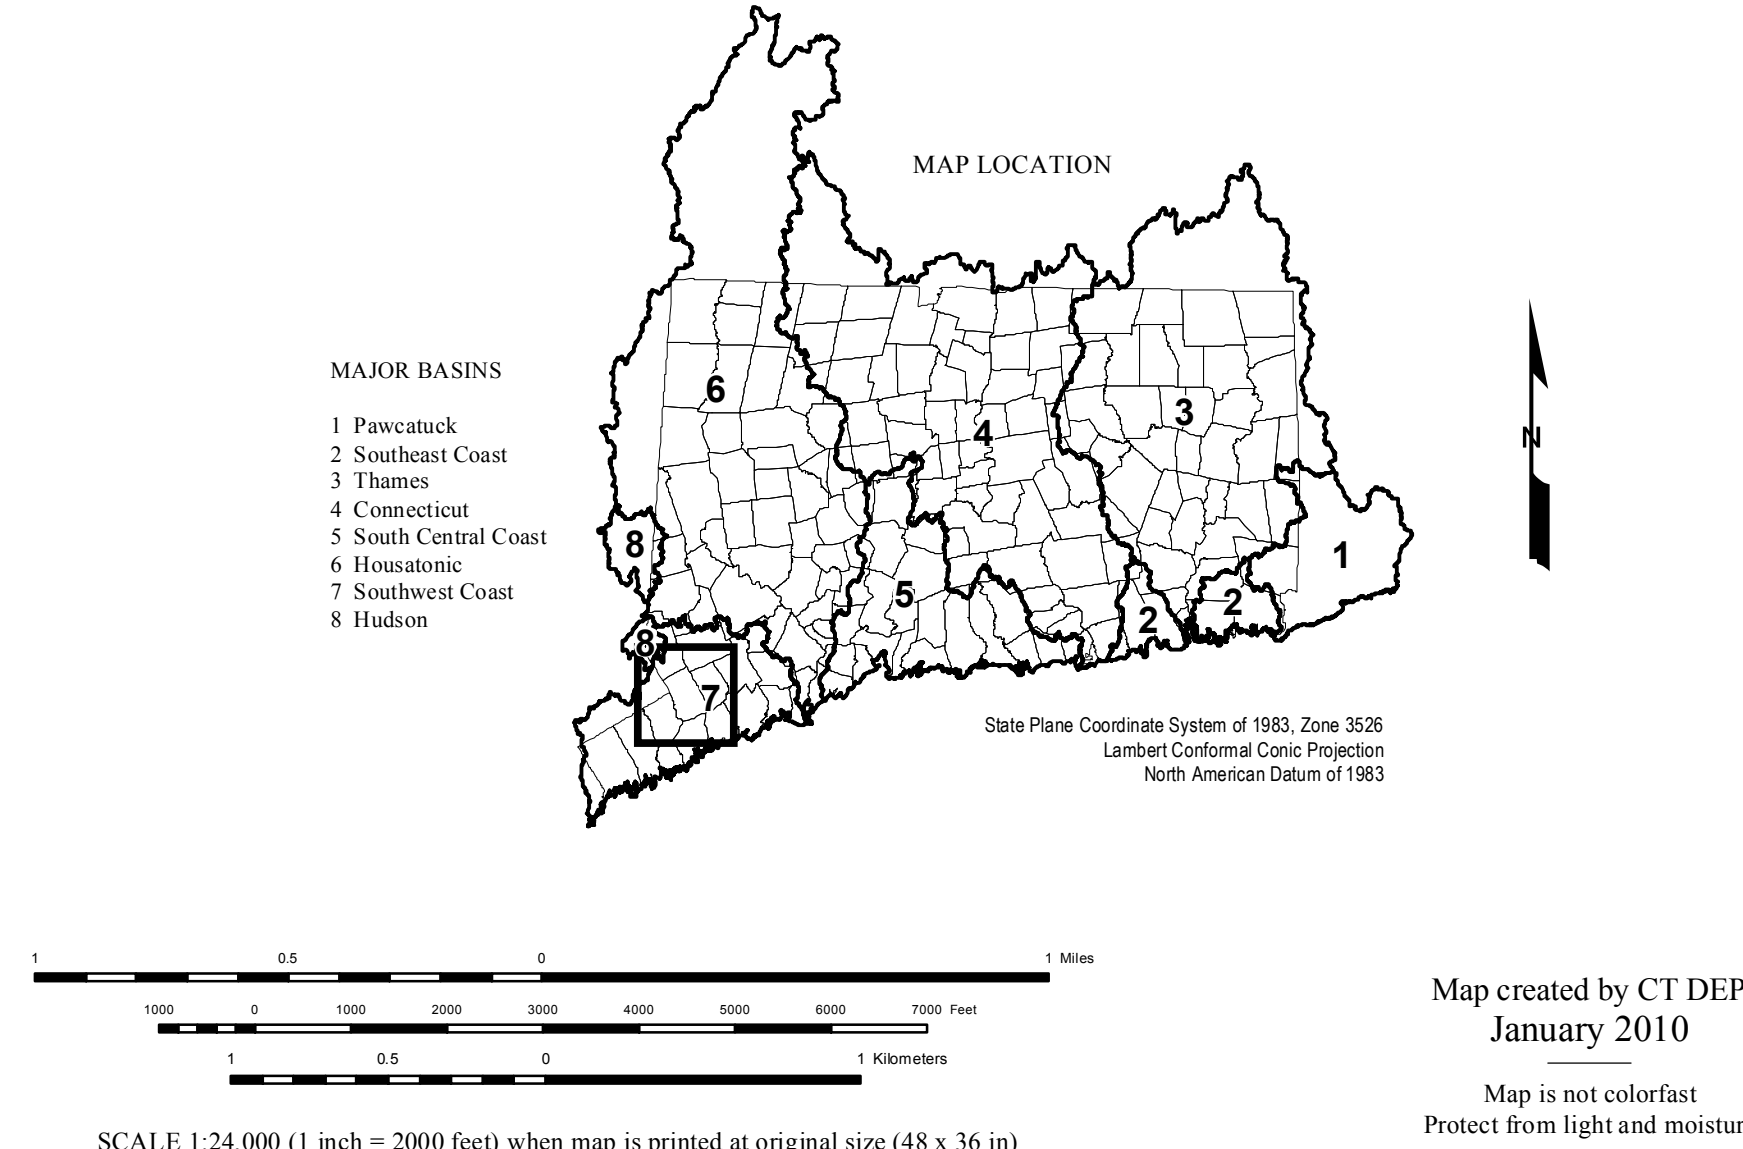 MAP LOCATION
MAJOR BASINS
1 Pawcatuck
2 Southeast Coast
3 Thames
4 Connecticut
5 South Central Coast
6 Housatonic
7 Southwest Coast
8 Hudson
6
3
4
8
1
5
2
2
8
7
N
State Plane Coordinate System of 1983, Zone 3526
Lambert Conformal Conic Projection
North American Datum of 1983
1 0.5 0 1 Miles
1000 0 1000 2000 3000 4000 5000 6000 7000 Feet
1 0.5 0 1 Kilometers
SCALE 1:24,000 (1 inch = 2000 feet) when map is printed at original size (48 x 36 in)
Map created by CT DEP
January 2010
Map is not colorfast
Protect from light and moistur